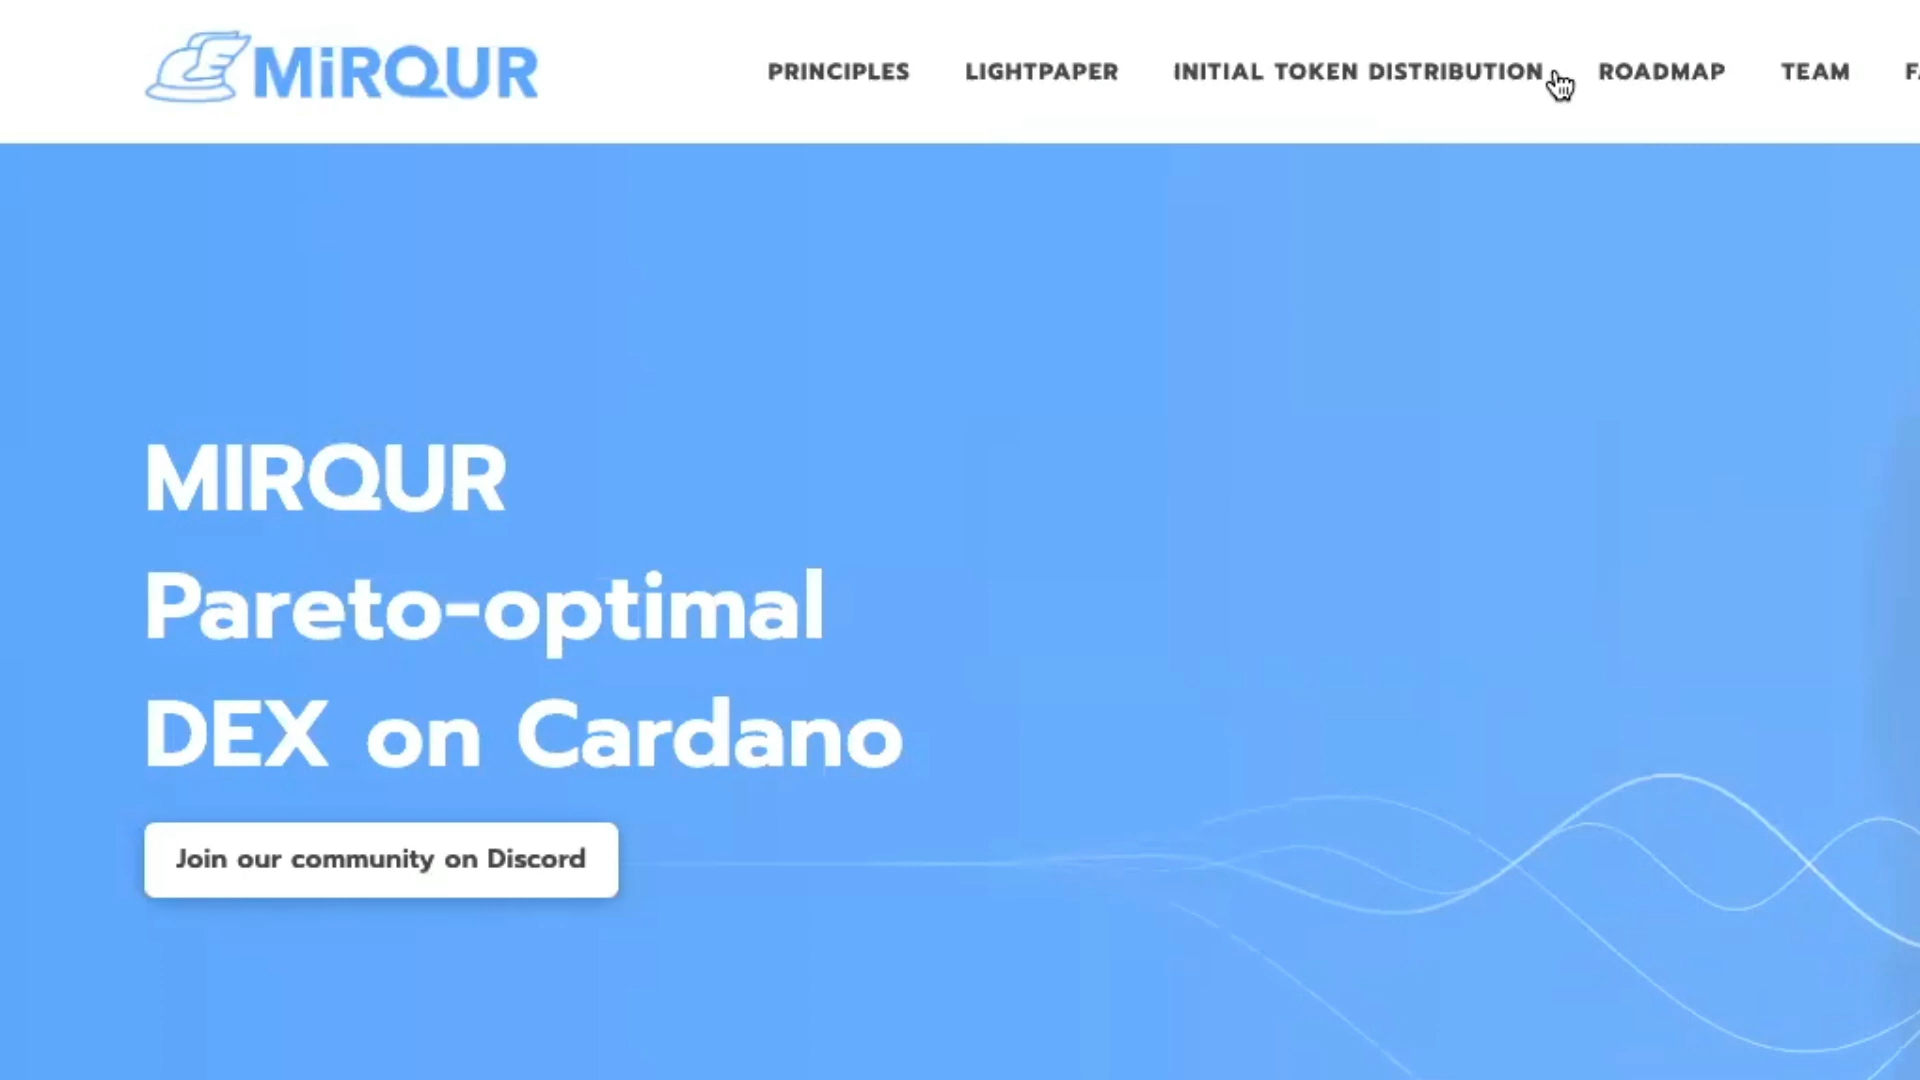 MiRQUR
PRINCIPLES LIGHTPAPER INITIAL TOKEN DISTRIBUTION ROADMAP TEAM
MIRQUR
Pareto-optimal
DEX on Cardano
Join our community on Discord